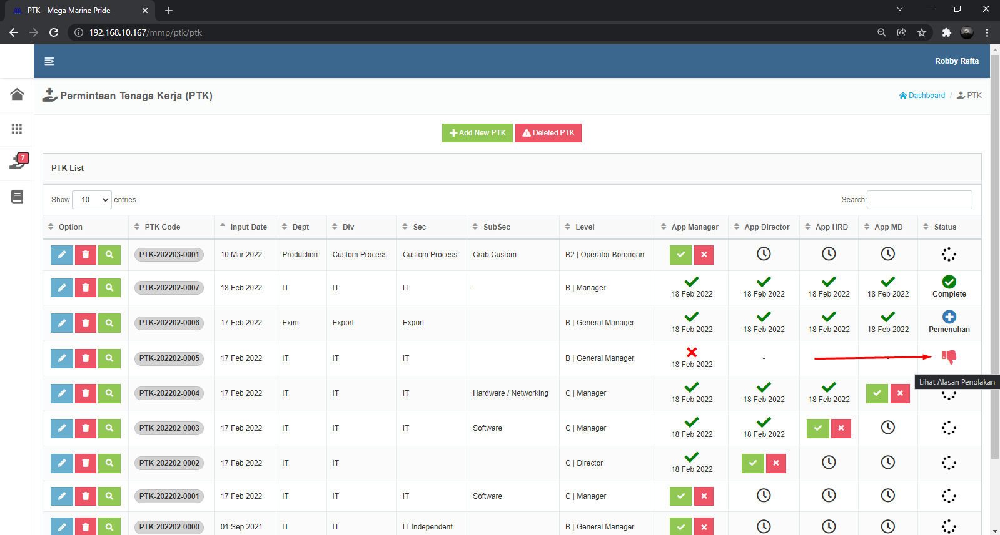 PTK - Mega Marine Pride
192.168.10.167/mmp/ptk/ptk
Robby Refta
Permintaan Tenaga Kerja (PTK)
Dashboard / PTK
7
Add New PTK Deleted PTK
PTK List
Show 10 entries Search:
Option PTK Code Input Date Dept Div Sec SubSec Level App Manager App Director App HRD App MD Status
PTK-202203-0001 10 Mar 2022 Production Custom Process Custom Process Crab Custom B2 | Operator Borongan
PTK-202202-0007 18 Feb 2022 IT IT IT - B | Manager 18 Feb 2022 18 Feb 2022 18 Feb 2022 18 Feb 2022 Complete
PTK-202202-0006 17 Feb 2022 Exim Export Export B | General Manager 18 Feb 2022 18 Feb 2022 18 Feb 2022 18 Feb 2022 Pemenuhan
PTK-202202-0005 17 Feb 2022 IT IT IT B | General Manager 18 Feb 2022 - -
Lihat Alasan Penolakan
PTK-202202-0004 17 Feb 2022 IT IT IT Hardware / Networking C | Manager 18 Feb 2022 18 Feb 2022 18 Feb 2022
PTK-202202-0003 17 Feb 2022 IT IT IT Software C | Manager 18 Feb 2022 18 Feb 2022
PTK-202202-0002 17 Feb 2022 IT IT C | Director 18 Feb 2022
PTK-202202-0001 17 Feb 2022 IT IT IT Software C | Manager
PTK-202202-0000 01 Sep 2021 IT IT IT Independent B | General Manager